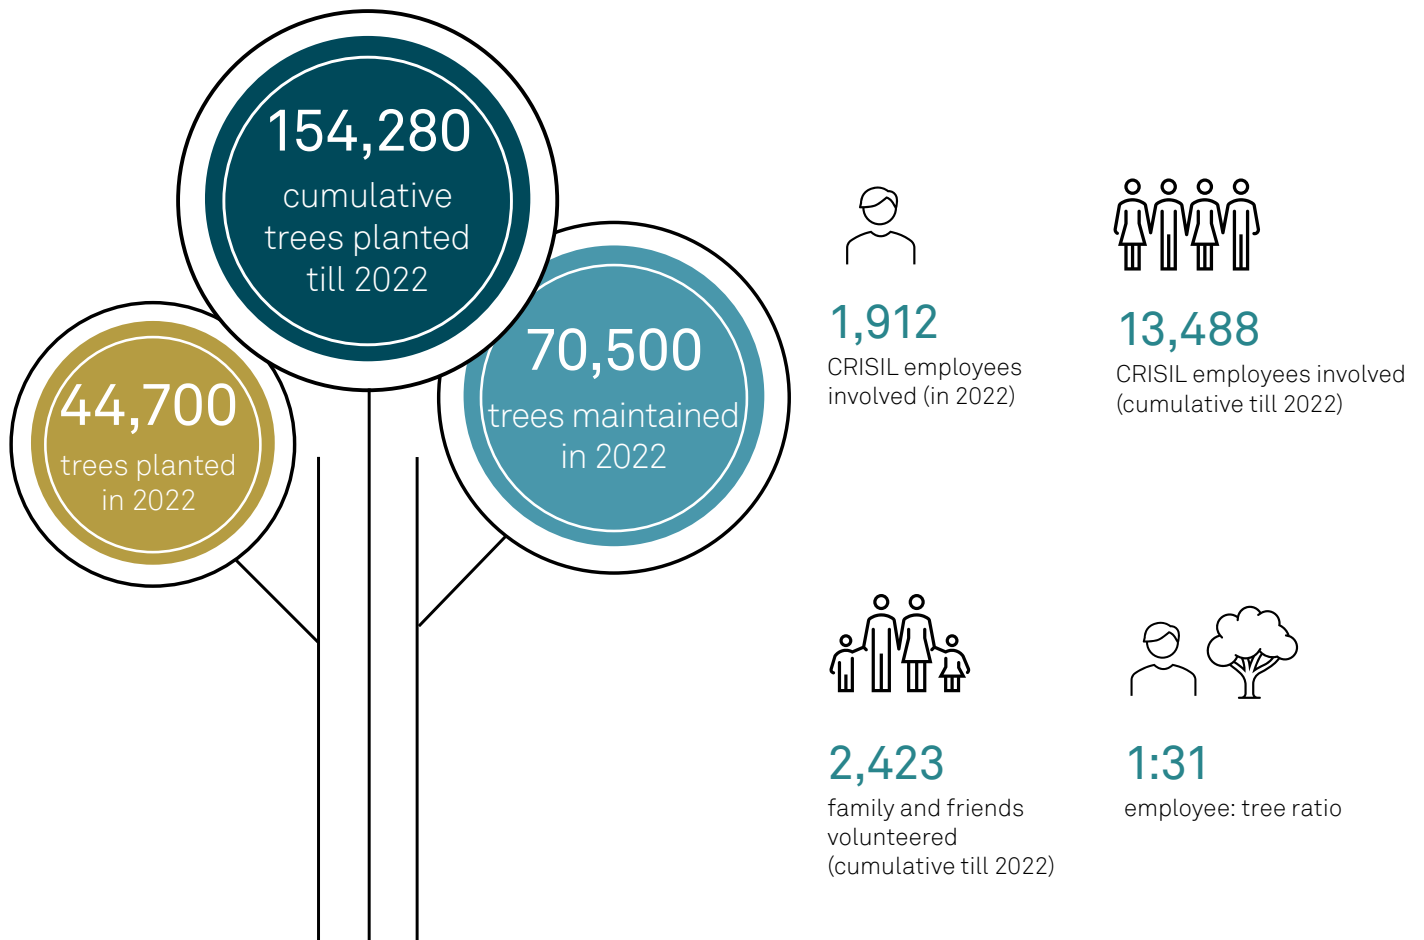 154,280
cumulative
trees planted
till 2022
44,700
trees planted
in 2022
70,500
trees maintained
in 2022
1,912
CRISIL employees
involved (in 2022)
13,488
CRISIL employees involved
(cumulative till 2022)
2,423
family and friends
volunteered
(cumulative till 2022)
1:31
employee: tree ratio